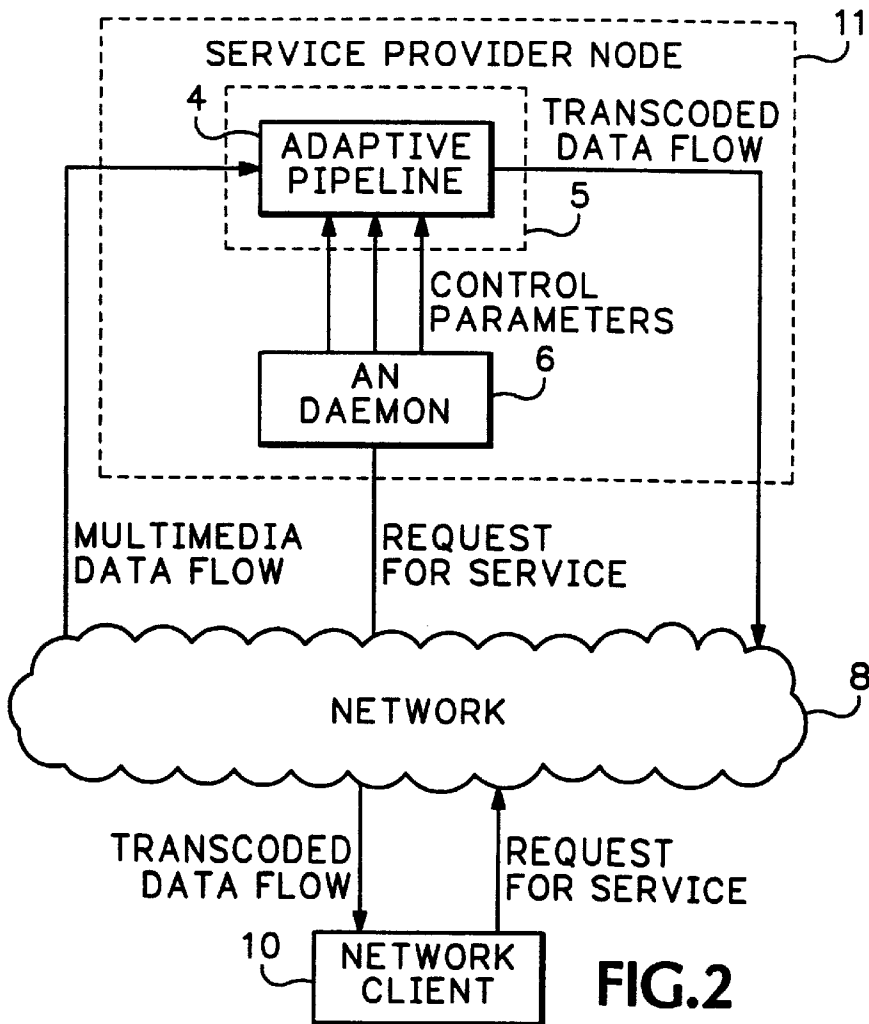 11
SERVICE PROVIDER NODE
4
ADAPTIVE
PIPELINE
TRANSCODED
DATA FLOW
5
CONTROL
PARAMETERS
6
AN
DAEMON
MULTIMEDIA
DATA FLOW
REQUEST
FOR SERVICE
8
NETWORK
TRANSCODED
DATA FLOW
REQUEST
FOR SERVICE
10
NETWORK
CLIENT
FIG.2